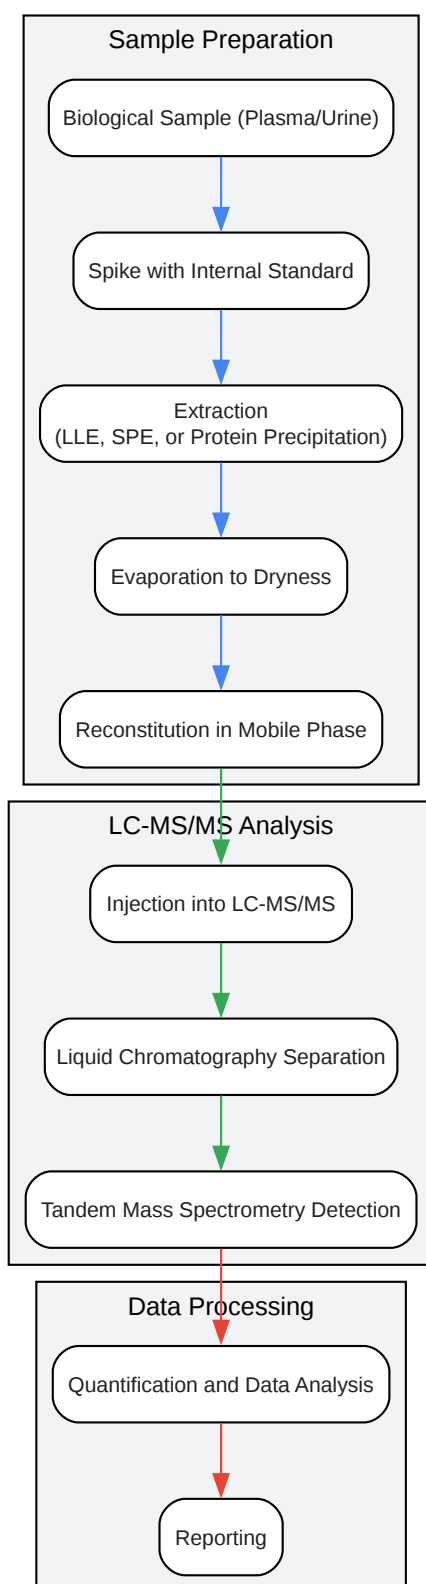 Sample Preparation
Biological Sample (Plasma/Urine)
Spike with Internal Standard
Extraction
(LLE, SPE, or Protein Precipitation)
Evaporation to Dryness
Reconstitution in Mobile Phase
LC-MS/MS Analysis
Injection into LC-MS/MS
Liquid Chromatography Separation
Tandem Mass Spectrometry Detection
Data Processing
Quantification and Data Analysis
Reporting